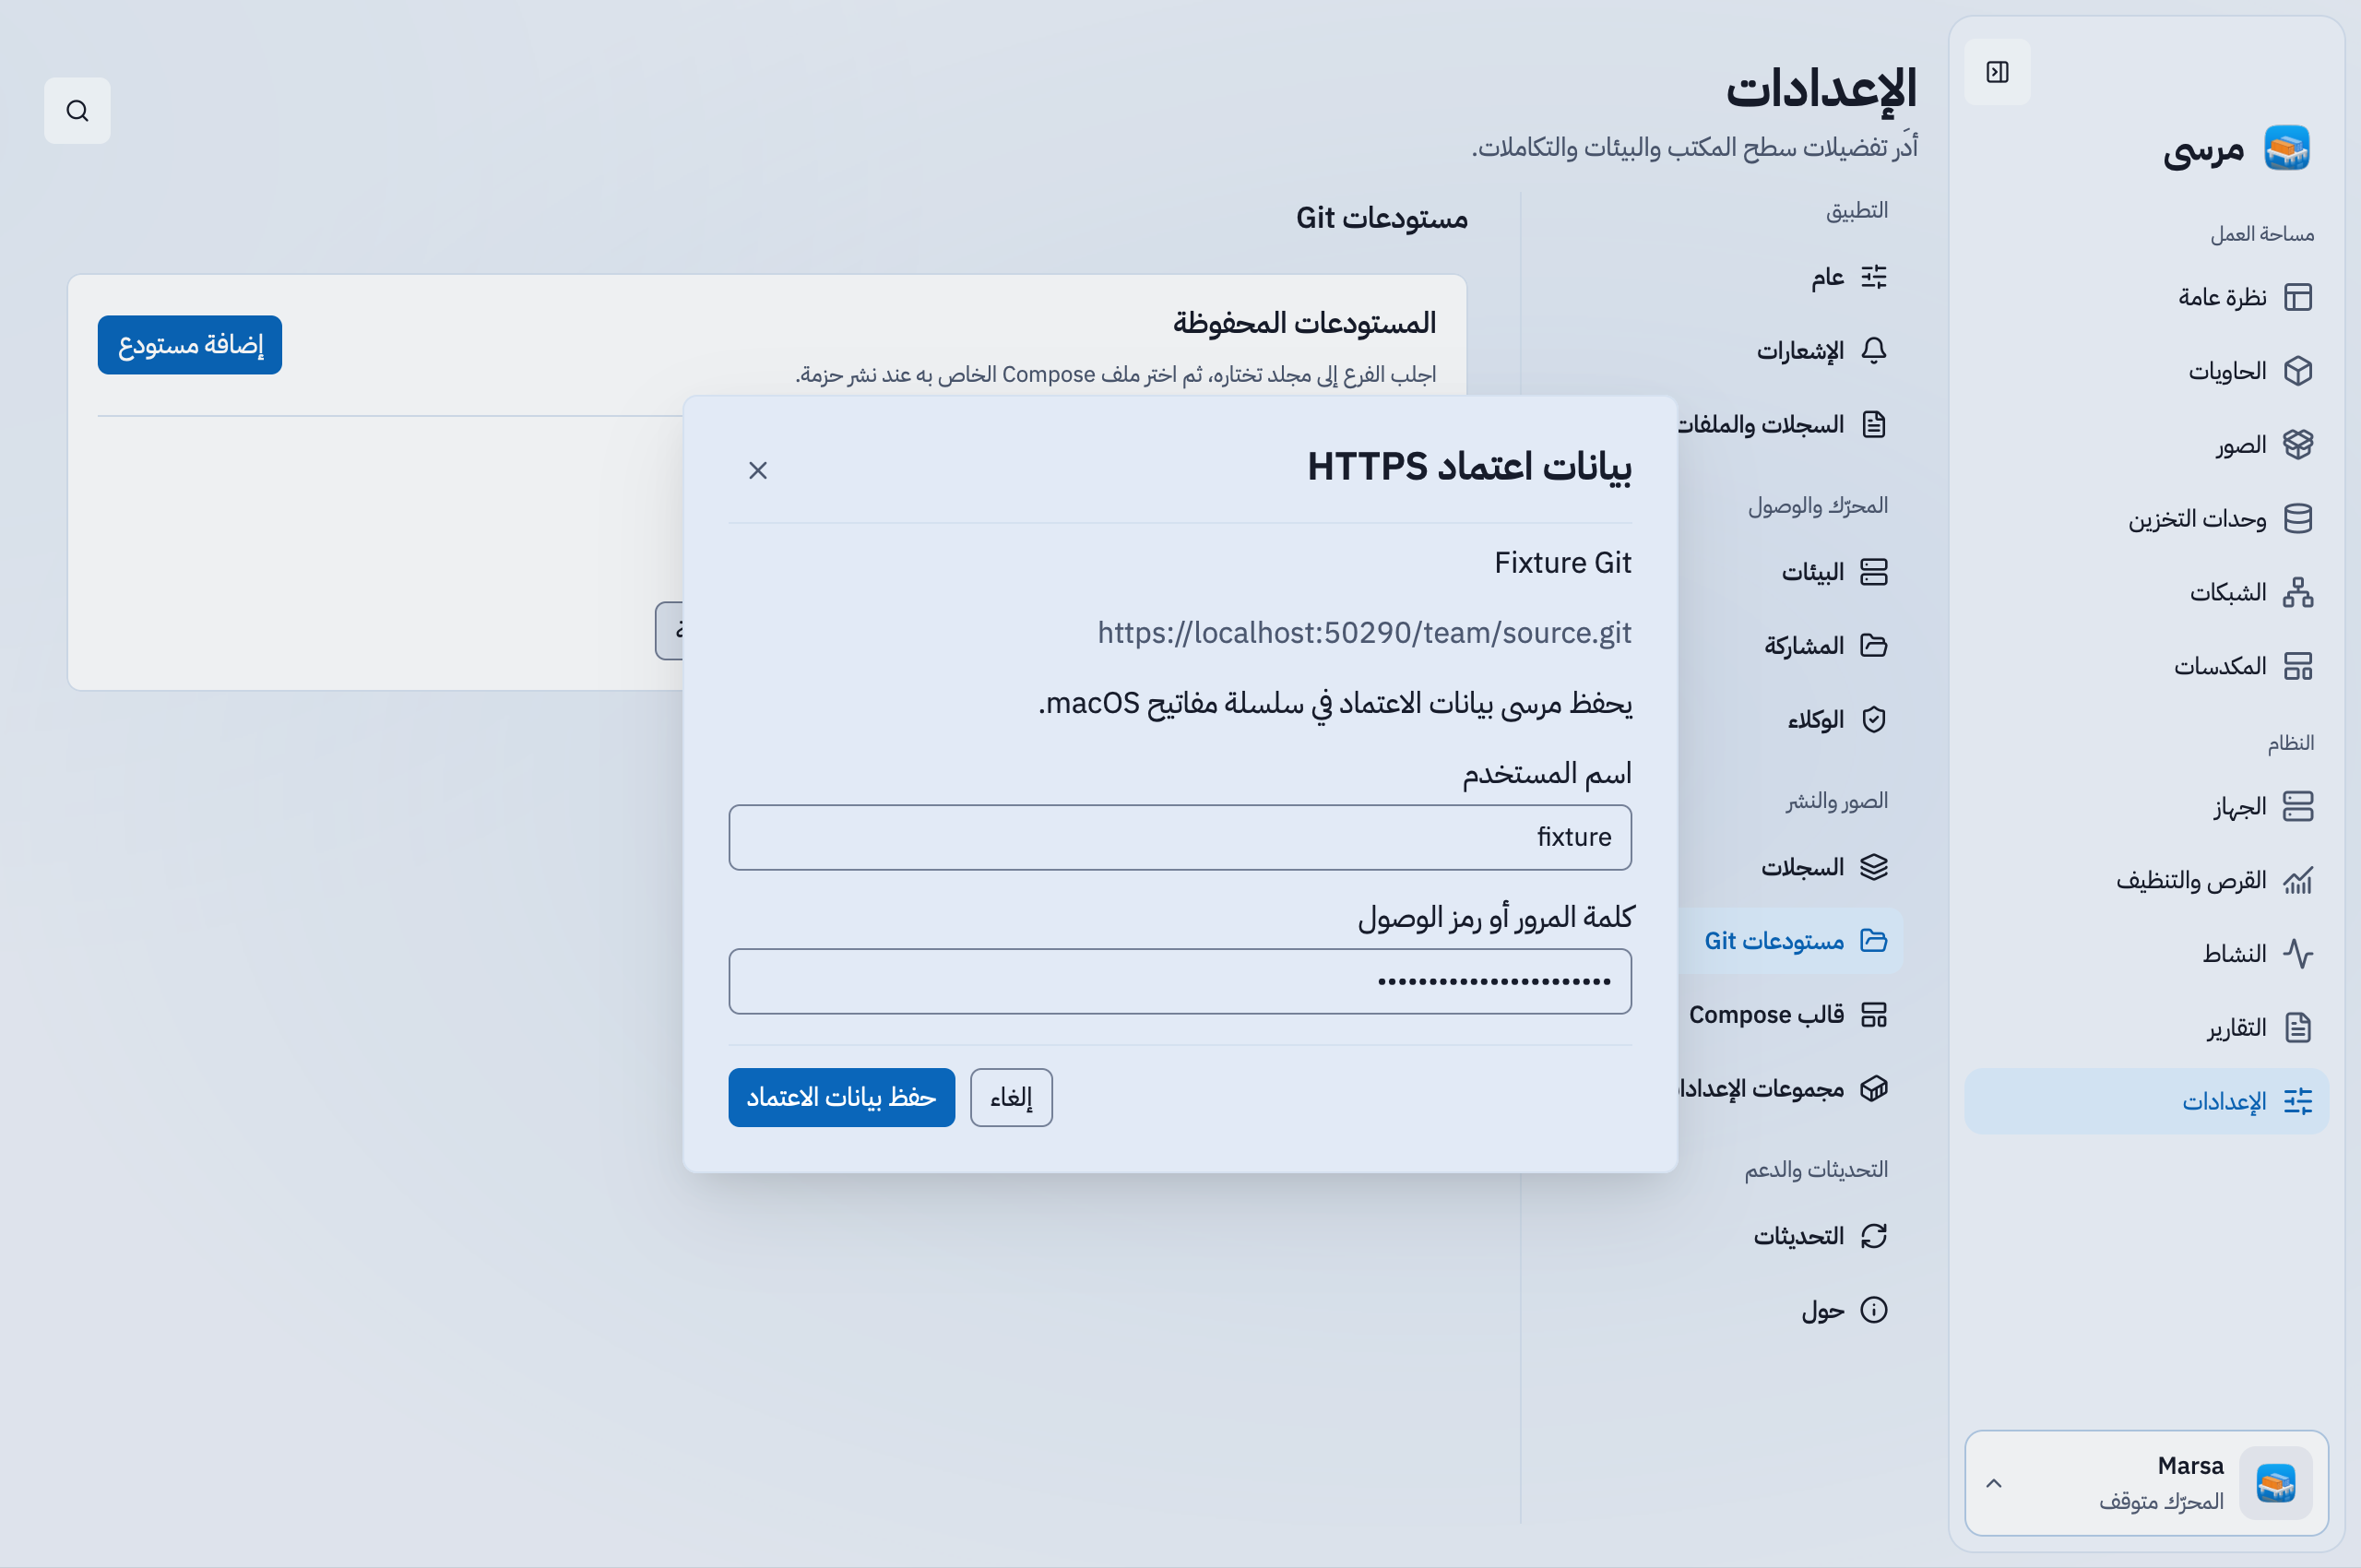 مرسى
مساحة العمل
نظرة عامة
الحاويات
الصور
وحدات التخزين
الشبكات
المكدسات
النظام
الجهاز
القرص والتنظيف
النشاط
التقارير
الإعدادات
Marsa
المحرّك متوقف
الإعدادات
أدَر تفضيلات سطح المكتب والبيئات والتكاملات.
التطبيق
عام
الإشعارات
السجلات والملفات
المحرّك والوصول
البيئات
المشاركة
الوكلاء
الصور والنشر
السجلات
مستودعات Git
قالب Compose
مجموعات
التحديثات والدعم
التحديثات
حول
مستودعات Git
المستودعات المحفوظة
اجلب الفرع إلى مجلد تختاره، ثم اختر ملف Compose الخاص به عند نشر حزمة.
إضافة مستودع
بيانات اعتماد HTTPS
Fixture Git
https://localhost:50290/team/source.git
يحفظ مرسى بيانات الاعتماد في سلسلة مفاتيح macOS.
اسم المستخدم
fixture
كلمة المرور أو رمز الوصول
إلغاء
حفظ بيانات الاعتماد